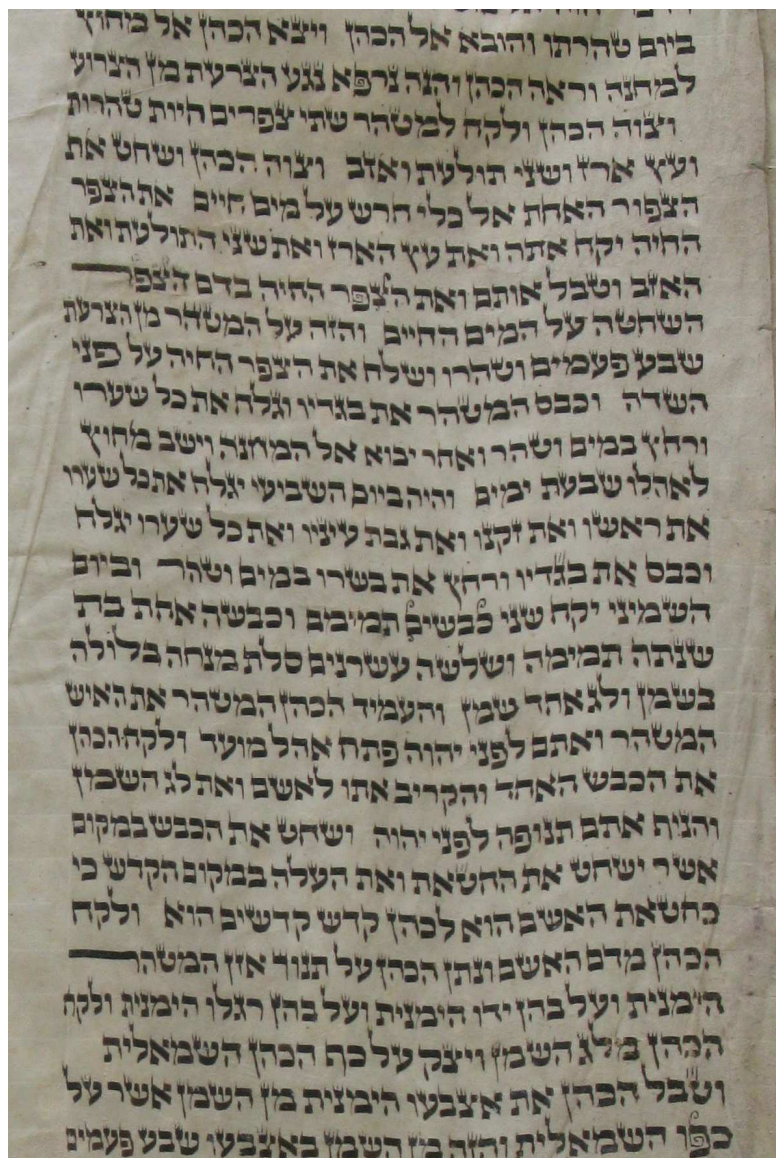 ביום טהרתו והובא אל הכהן ויצא הכהן אל מחוץ
למחנה וראה הכהן והנה נרפא נגע הצרעת מן הצרוע
וצוה הכהן ולקח למטהר שתי צפרים חיות טהרות
ועץ ארז ושני תולעת ואזב וצוה הכהן ושחט את
הצפור האחת אל כלי חרש על מים חיים את הצפר
החיה יקח אתה ואת עץ הארז ואת שני התולעת ואת
האזב וטבל אותם ואת הצפר החיה בדם הצפר
השחטה על המים החיים והזה על המטהר מן הצרעת
שבע פעמים וטהרו ושלח את הצפר החיה על פני
השדה וכבס המטהר את בגדיו וגלח את כל שערו
ורחץ במים וטהר ואחר יבוא אל המחנה וישב מחוץ
לאהלו שבעת ימים והיה ביום השביעי יגלח את כל שערו
את ראשו ואת זקנו ואת גבת עיניו ואת כל שערו יגלח
וכבס את בגדיו ורחץ את בשרו במים וטהר וביום
השמיני יקח שני כבשים תמימם וכבשה אחת בת
שנתה תמימה ושלשה עשרנים סלת מנחה בלולה
בשמן ולג אחד שמן והעמיד הכהן המטהר את האיש
המטהר ואתם לפני יהוה פתח אהל מועד ולקח הכהן
את הכבש האחד והקריב אתו לאשם ואת לג השמן
והנית אתם תנופה לפני יהוה ושחט את הכבש במקום
אשר ישחט את החטאת ואת העלה במקום הקדש כי
כחטאת האשם הוא לכהן קדש קדשים הוא ולקח
הכהן מדם האשם ונתן הכהן על תנוך אזן המטהר
הימנית ועל בהן ידו הימנית ועל בהן רגלו הימנית ולקח
הכהן מלג השמן ויצק על כף הכהן השמאלית
וטבל הכהן את אצבעו הימנית מן השמן אשר על
כפו השמאלית והזה מן השמן באצבעו שבע פעמים